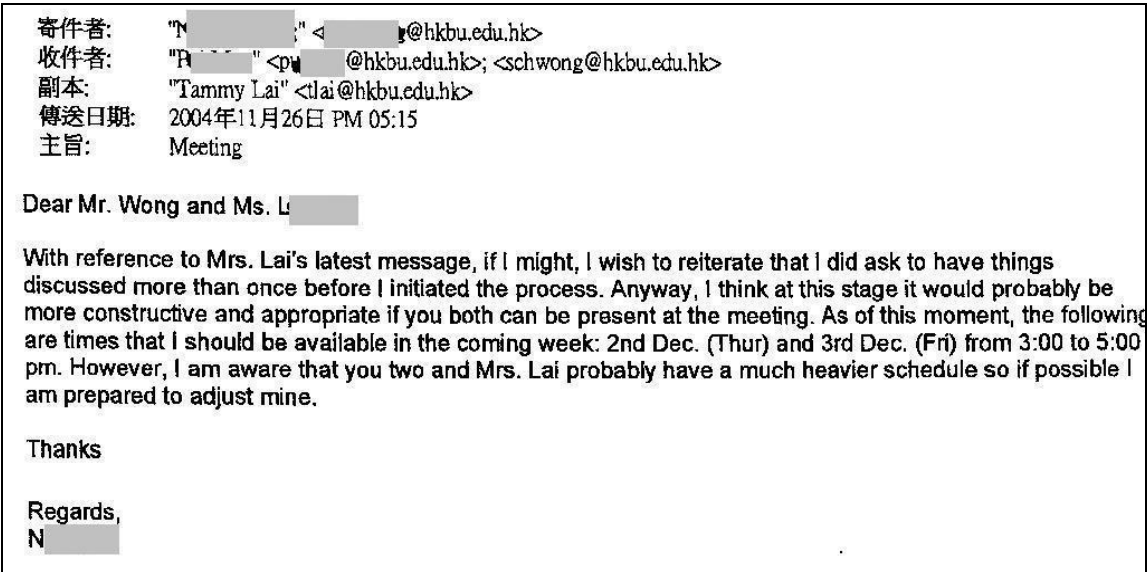 寄件者: "N ;" < @hkbu.edu.hk>
收件者: "P " <pu @hkbu.edu.hk>; <schwong@hkbu.edu.hk>
副本: "Tammy Lai" <tlai@hkbu.edu.hk>
傳送日期: 2004年11月26日 PM 05:15
主旨: Meeting
Dear Mr. Wong and Ms. L
With reference to Mrs. Lai's latest message, if I might, I wish to reiterate that I did ask to have things
discussed more than once before I initiated the process. Anyway, I think at this stage it would probably be
more constructive and appropriate if you both can be present at the meeting. As of this moment, the following
are times that I should be available in the coming week: 2nd Dec. (Thur) and 3rd Dec. (Fri) from 3:00 to 5:00
pm. However, I am aware that you two and Mrs. Lai probably have a much heavier schedule so if possible I
am prepared to adjust mine.
Thanks
Regards,
N